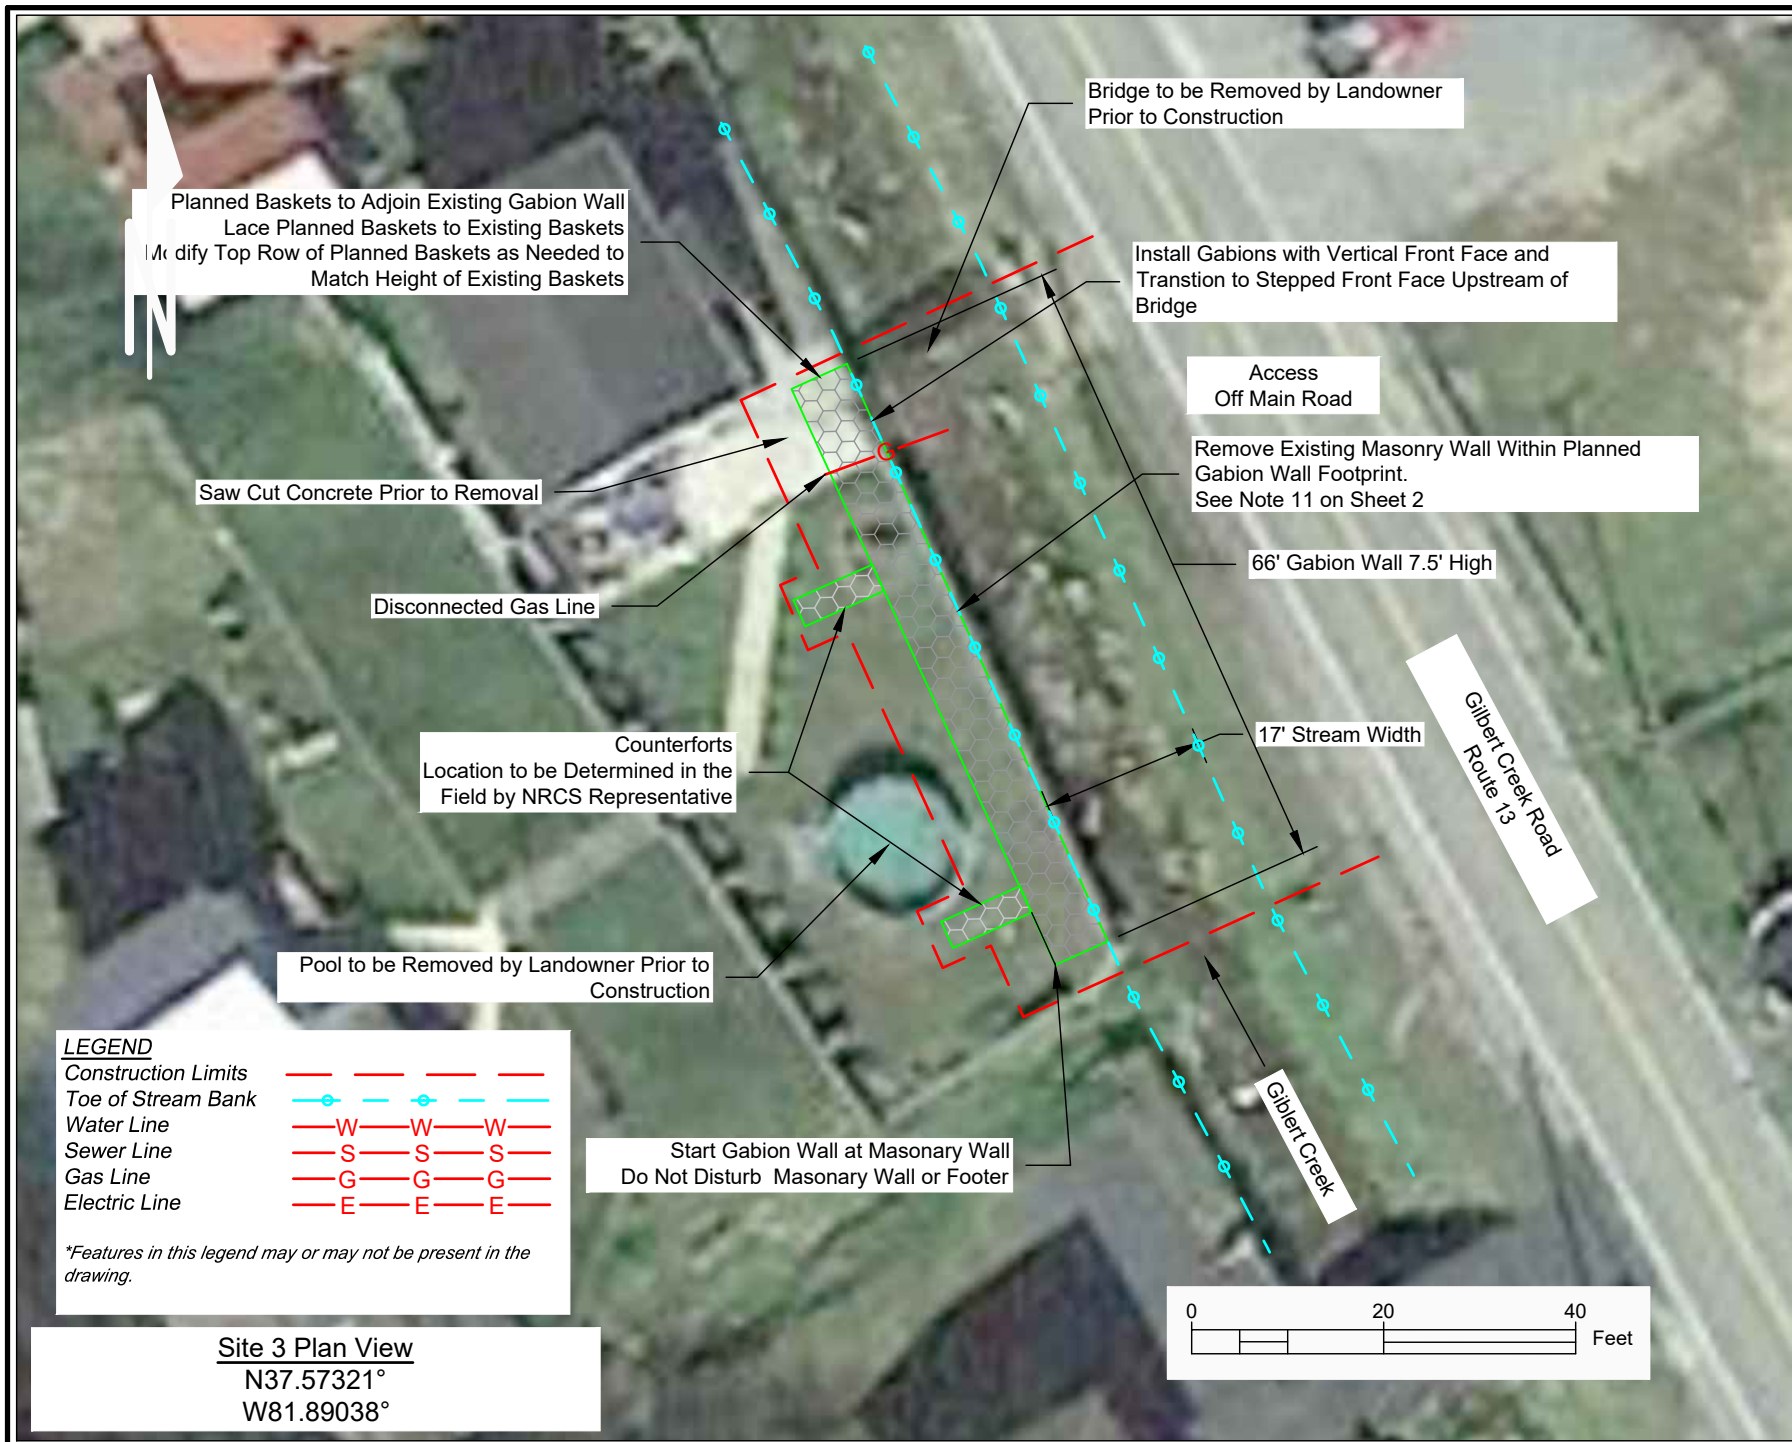 Bridge to be Removed by Landowner
Prior to Construction
Planned Baskets to Adjoin Existing Gabion Wall
Lace Planned Baskets to Existing Baskets
Modify Top Row of Planned Baskets as Needed to
Match Height of Existing Baskets
N
Install Gabions with Vertical Front Face and
Transtion to Stepped Front Face Upstream of
Bridge
Access
Off Main Road
Remove Existing Masonry Wall Within Planned
Gabion Wall Footprint.
See Note 11 on Sheet 2
G
Saw Cut Concrete Prior to Removal
66' Gabion Wall 7.5' High
Disconnected Gas Line
Gilbert Creek Road
Route 13
17' Stream Width
Counterforts
Location to be Determined in the
Field by NRCS Representative
Pool to be Removed by Landowner Prior to
Construction
Giblert Creek
Start Gabion Wall at Masonary Wall
Do Not Disturb Masonary Wall or Footer
LEGEND
Construction Limits
Toe of Stream Bank
Water Line W W W
Sewer Line S S S
Gas Line G G G
Electric Line E E E
*Features in this legend may or may not be present in the
drawing.
0 20 40
Feet
Site 3 Plan View
N37.57321°
W81.89038°